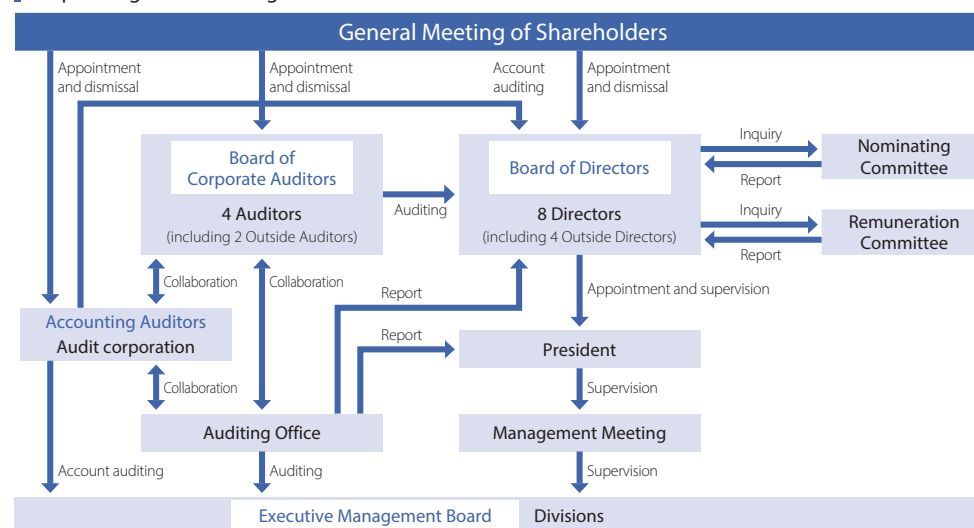 General Meeting of Shareholders
Appointment
and dismissal
Appointment
and dismissal
Account
auditing
Appointment
and dismissal
Board of
Corporate Auditors
4 Auditors
(including 2 Outside Auditors)
Auditing
Board of Directors
8 Directors
(including 4 Outside Directors)
Inquiry
Report
Nominating
Committee
Inquiry
Report
Remuneration
Committee
Collaboration
Collaboration
Report
Appointment and supervision
Accounting Auditors
Audit corporation
Report
President
Collaboration
Supervision
Auditing Office
Management Meeting
Account auditing
Auditing
Supervision
Executive Management Board
Divisions